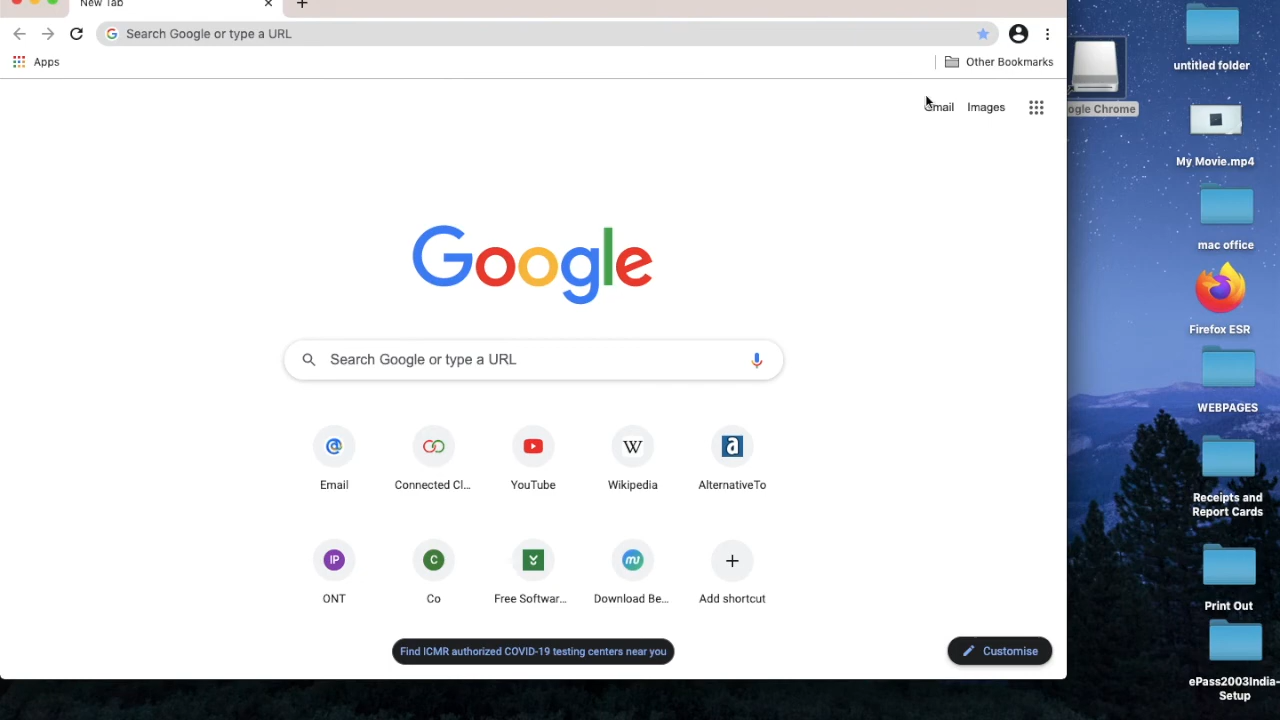 New Tab
Search Google or type a URL
Apps
Other Bookmarks
Gmail
Images
Google
Search Google or type a URL
Email
Connected Cl...
YouTube
Wikipedia
AlternativeTo
IP
ONT
C
Co
Free Softwar...
Download Be...
Add shortcut
Find ICMR authorized COVID-19 testing centers near you
Customise
ogle Chrome
untitled folder
My Movie.mp4
mac office
Firefox ESR
WEBPAGES
Receipts and
Report Cards
Print Out
ePass2003India-
Setup